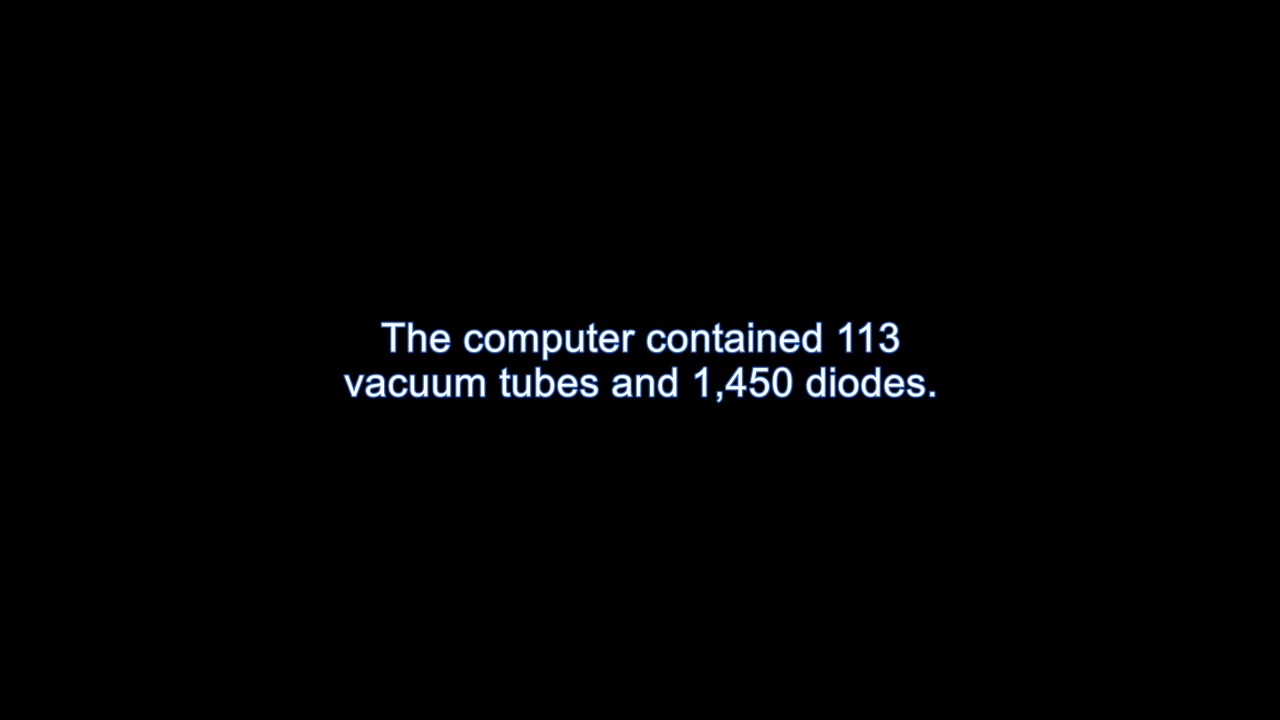 The computer contained 113
vacuum tubes and 1,450 diodes.